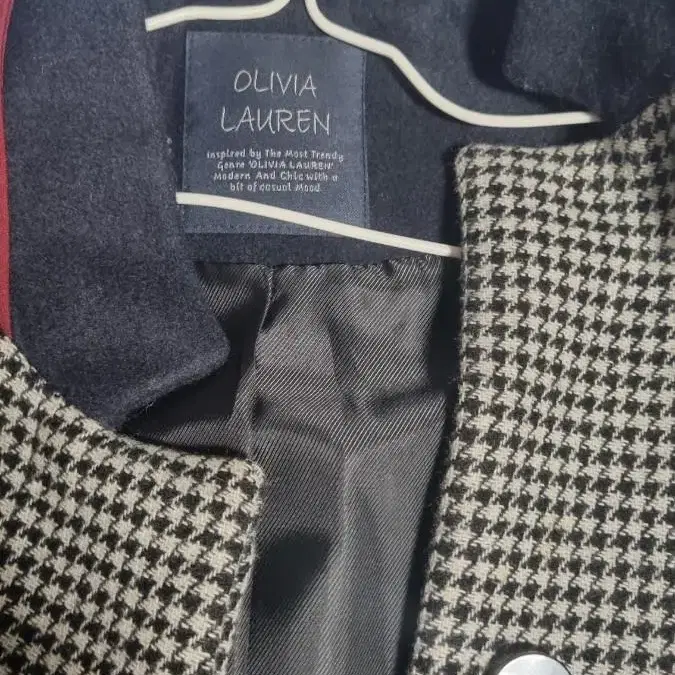 OLIVIA
LAUREN
Inspired by The Most Trendy
Genre 'OLIVIA LAUREN'
Modern And Chic with a
bit of casual Mood